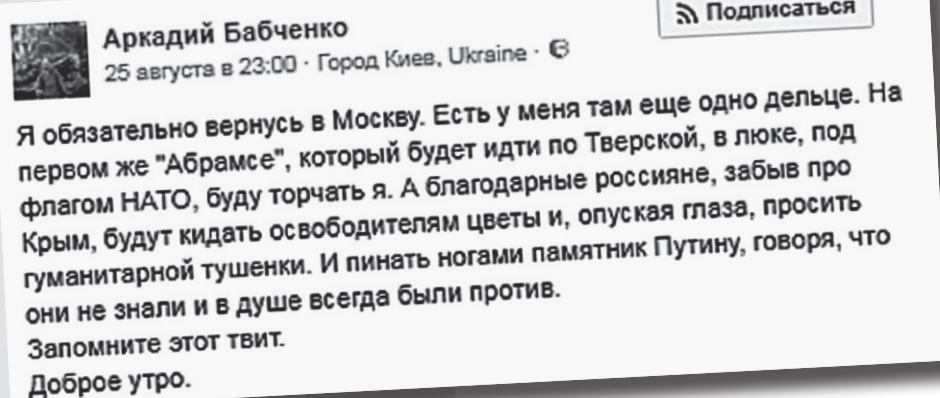 Подписаться
Аркадий Бабченко
25 августа в 23:00 · Город Киев, Ukraine ·
Я обязательно вернусь в Москву. Есть у меня там еще одно дельце. На
первом же "Абрамсе", который будет идти по Тверской, в люке, под
флагом НАТО, буду торчать я. А благодарные россияне, забыв про
Крым, будут кидать освободителям цветы и, опуская глаза, просить
гуманитарной тушенки. И пинать ногами памятник Путину, говоря, что
они не знали и в душе всегда были против.
Запомните этот твит.
Доброе утро.